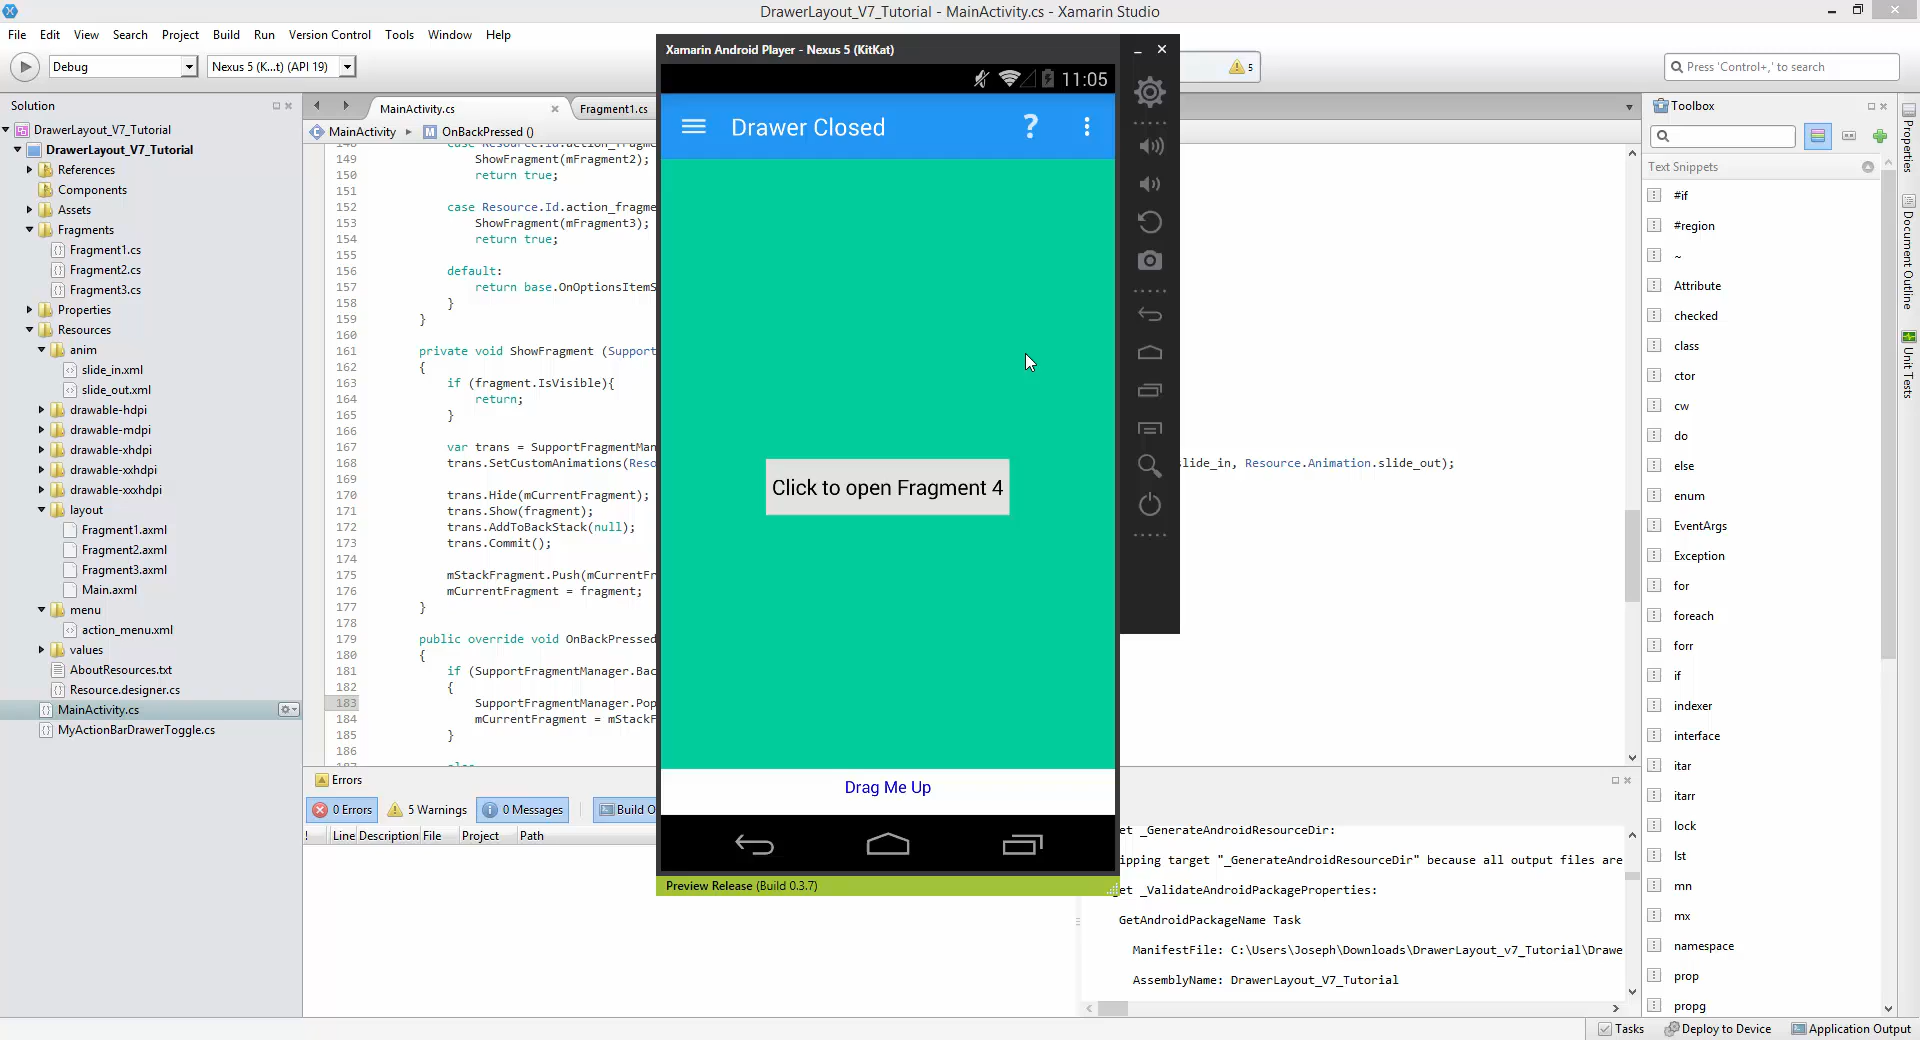 DrawerLayout_V7_Tutorial - MainActivity.cs - Xamarin Studio
File Edit View Search Project Build Run Version Control Tools Window Help
Debug
Nexus 5 (K...t) (API 19)
5
Press 'Control+,' to search
Solution
DrawerLayout_V7_Tutorial
DrawerLayout_V7_Tutorial
References
Components
Assets
Fragments
Fragment1.cs
Fragment2.cs
Fragment3.cs
Properties
Resources
anim
slide_in.xml
slide_out.xml
drawable-hdpi
drawable-mdpi
drawable-xhdpi
drawable-xxhdpi
drawable-xxxhdpi
layout
Fragment1.axml
Fragment2.axml
Fragment3.axml
Main.axml
menu
action_menu.xml
values
AboutResources.txt
Resource.designer.cs
MainActivity.cs
MyActionBarDrawerToggle.cs
MainActivity.cs
Fragment1.cs
MainActivity
OnBackPressed ()
149 ShowFragment(mFragment2);
150 return true;
151
152 case Resource.Id.action_fragme
153 ShowFragment(mFragment3);
154 return true;
155
156 default:
157 return base.OnOptionsItemS
158 }
159 }
160
161 private void ShowFragment (Support
162 {
163 if (fragment.IsVisible){
164 return;
165 }
166
167 var trans = SupportFragmentMan
168 trans.SetCustomAnimations(Reso
slide_in, Resource.Animation.slide_out);
169
170 trans.Hide(mCurrentFragment);
171 trans.Show(fragment);
172 trans.AddToBackStack(null);
173 trans.Commit();
174
175 mStackFragment.Push(mCurrentFr
176 mCurrentFragment = fragment;
177 }
178
179 public override void OnBackPressed
180 {
181 if (SupportFragmentManager.Bac
182 {
183 SupportFragmentManager.Pop
184 mCurrentFragment = mStackF
185 }
186
Xamarin Android Player - Nexus 5 (KitKat)
11:05
Drawer Closed
?
Click to open Fragment 4
Drag Me Up
Preview Release (Build 0.3.7)
Errors
0 Errors 5 Warnings 0 Messages Build O
! Line Description File Project Path
et _GenerateAndroidResourceDir:
ipping target "_GenerateAndroidResourceDir" because all output files are
et _ValidateAndroidPackageProperties:
GetAndroidPackageName Task
ManifestFile: C:\Users\Joseph\Downloads\DrawerLayout_v7_Tutorial\Drawe
AssemblyName: DrawerLayout_V7_Tutorial
Toolbox
Text Snippets
#if
#region
~
Attribute
checked
class
ctor
cw
do
else
enum
EventArgs
Exception
for
foreach
forr
if
indexer
interface
itar
itarr
lock
lst
mn
mx
namespace
prop
propg
Properties
Document Outline
Unit Tests
Tasks
Deploy to Device
Application Output